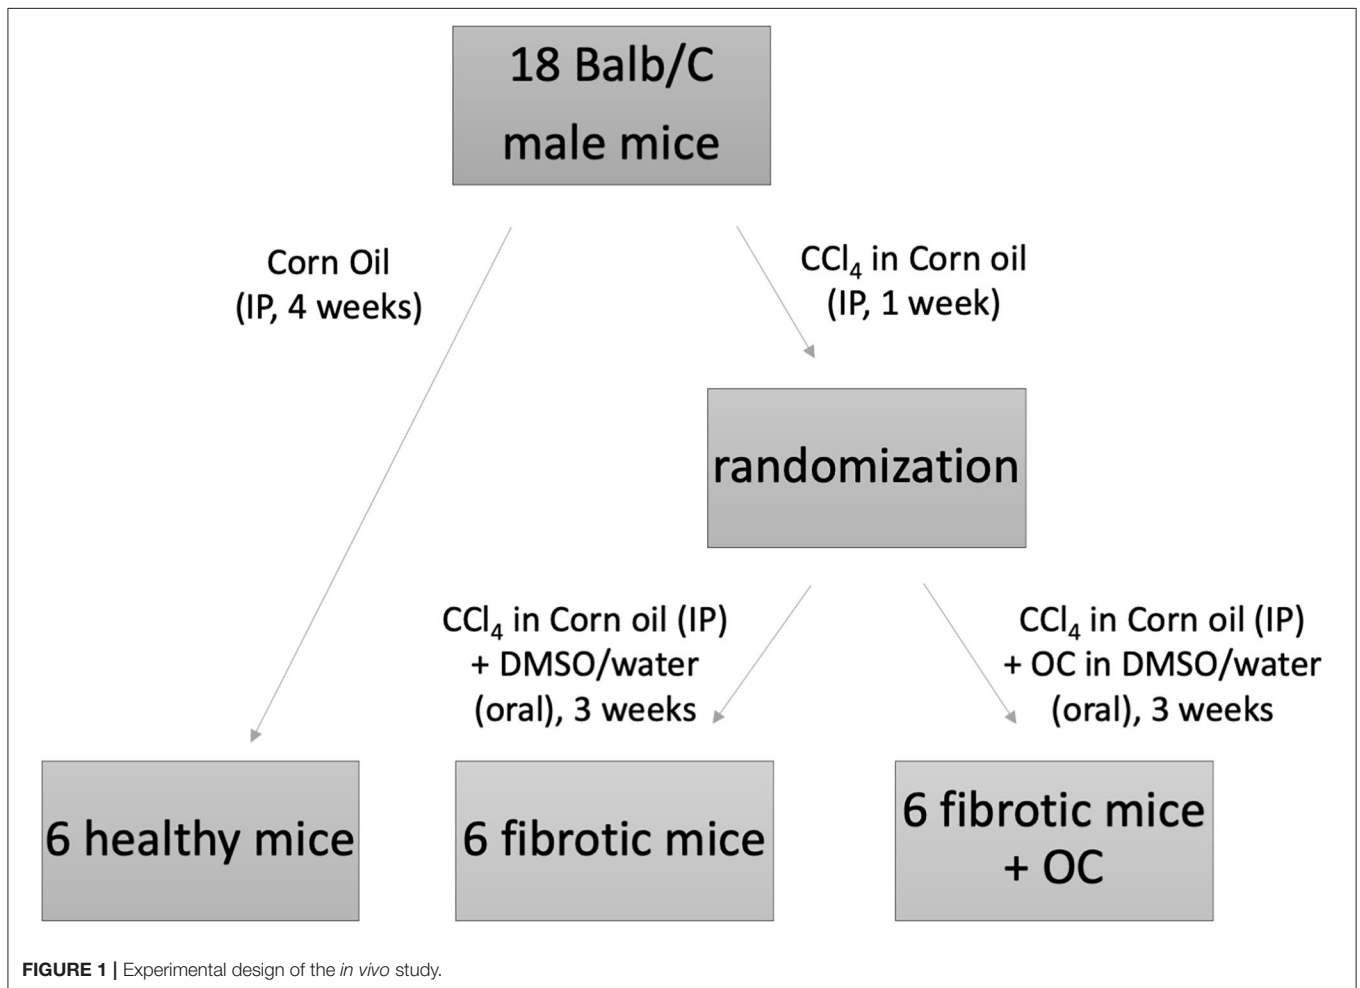 18 Balb/C
male mice
Corn Oil
(IP, 4 weeks)
CCl₄ in Corn oil
(IP, 1 week)
randomization
CCl₄ in Corn oil (IP)
+ DMSO/water
(oral), 3 weeks
CCl₄ in Corn oil (IP)
+ OC in DMSO/water
(oral), 3 weeks
6 healthy mice
6 fibrotic mice
6 fibrotic mice
+ OC
FIGURE 1 | Experimental design of the in vivo study.